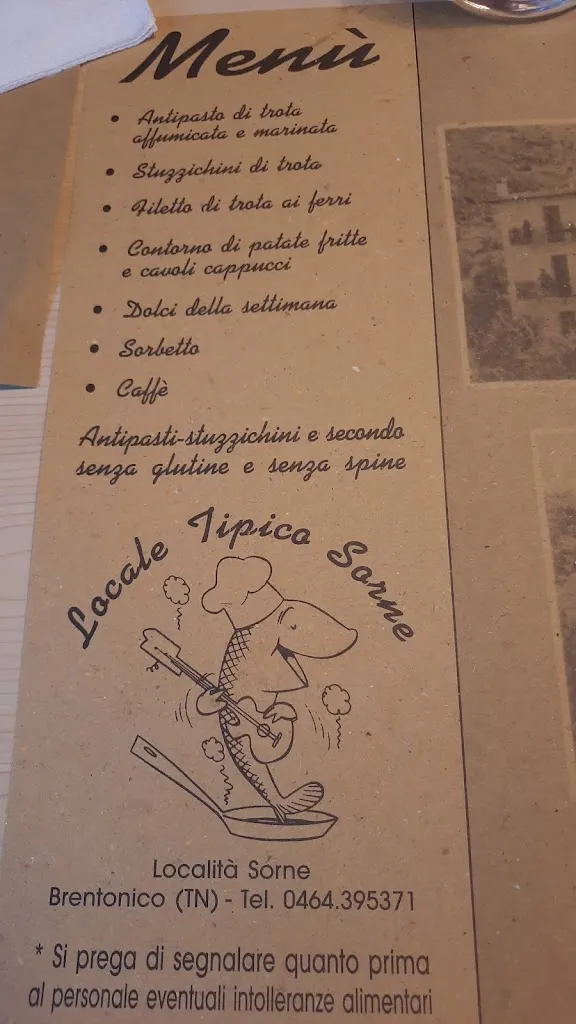 Menù
• Antipasto di trota
affumicata e marinata
• Stuzzichini di trota
• Filetto di trota ai ferri
• Contorno di patate fritte
e cavoli cappucci
• Dolci della settimana
• Sorbetto
• Caffè
Antipasti-stuzzichini e secondo
senza glutine e senza spine
Locale Tipico Sorne
Località Sorne
Brentonico (TN) - Tel. 0464.395371
* Si prega di segnalare quanto prima
al personale eventuali intolleranze alimentari